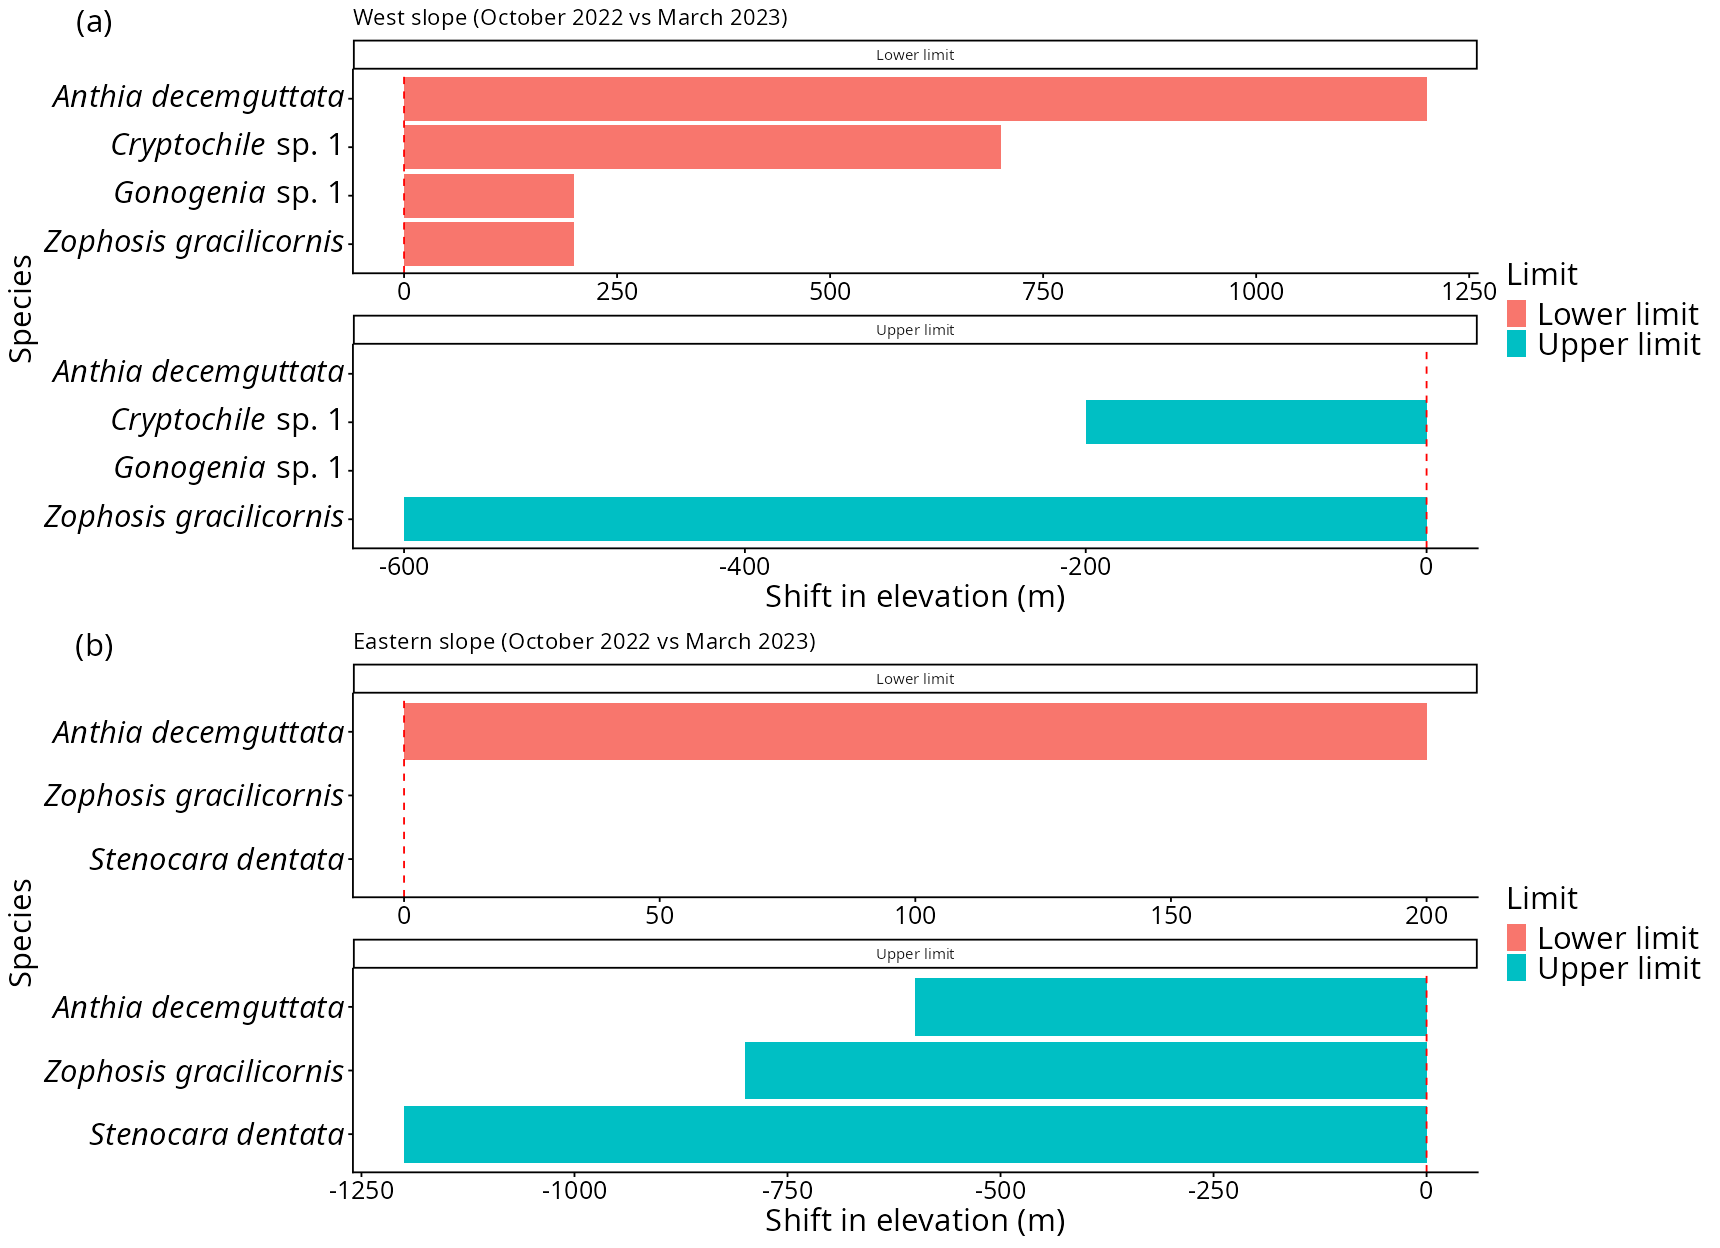 (a)
West slope (October 2022 vs March 2023)
Lower limit
Anthia decemguttata
Cryptochile sp. 1
Gonogenia sp. 1
Zophosis gracilicornis
0 250 500 750 1000 1250
Upper limit
Anthia decemguttata
Cryptochile sp. 1
Gonogenia sp. 1
Zophosis gracilicornis
-600 -400 -200 0
Shift in elevation (m)
Species
Limit
Lower limit
Upper limit
(b)
Eastern slope (October 2022 vs March 2023)
Lower limit
Anthia decemguttata
Zophosis gracilicornis
Stenocara dentata
0 50 100 150 200
Upper limit
Anthia decemguttata
Zophosis gracilicornis
Stenocara dentata
-1250 -1000 -750 -500 -250 0
Shift in elevation (m)
Species
Limit
Lower limit
Upper limit